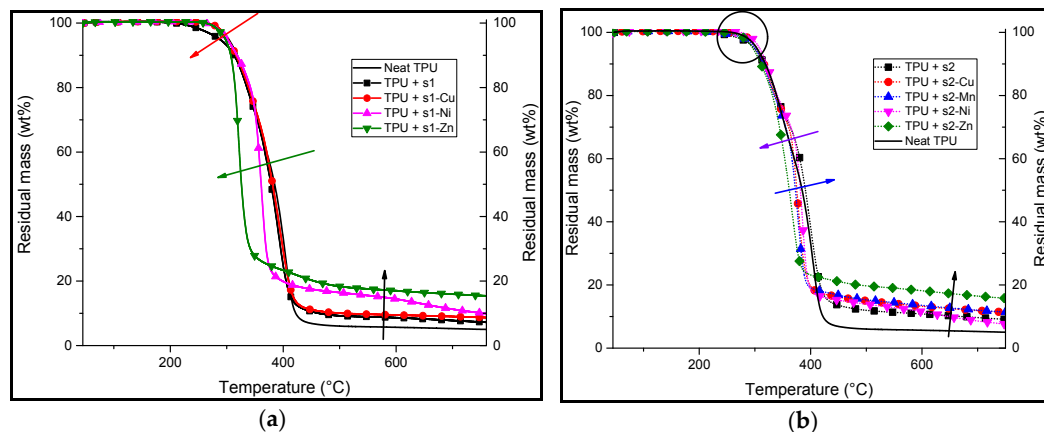 100
80
60
40
20
0
Residual mass (wt%)
0
200
400
600
Temperature (°C)
100
80
60
40
20
0
Residual mass (wt%)
Neat TPU
TPU + s1
TPU + s1-Cu
TPU + s1-Ni
TPU + s1-Zn
(a)
100
80
60
40
20
0
Residual mass (wt%)
200
400
600
Temperature (°C)
100
80
60
40
20
0
Residual mass (wt%)
TPU + s2
TPU + s2-Cu
TPU + s2-Mn
TPU + s2-Ni
TPU + s2-Zn
Neat TPU
(b)